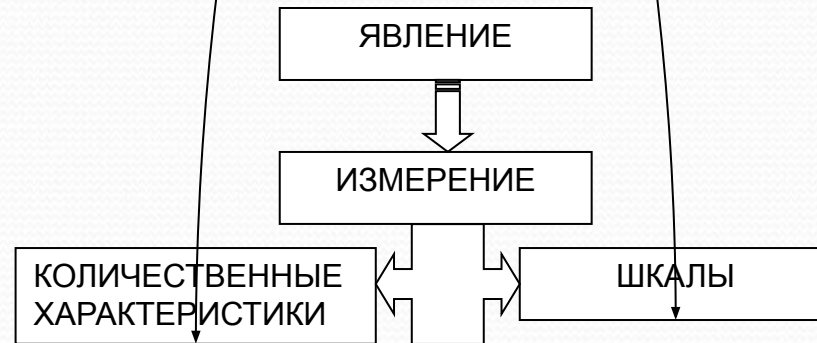 ЯВЛЕНИЕ
ИЗМЕРЕНИЕ
КОЛИЧЕСТВЕННЫЕ
ХАРАКТЕРИСТИКИ
ШКАЛЫ